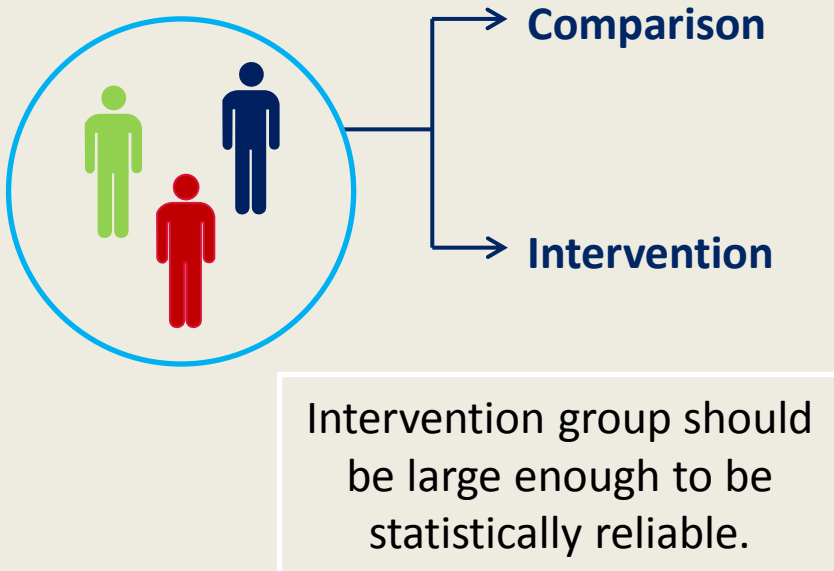 Comparison
Intervention
Intervention group should
be large enough to be
statistically reliable.